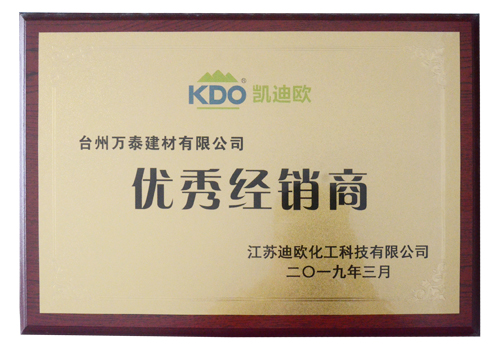 KDO® 凯迪欧
台州万泰建材有限公司
优秀经销商
江苏迪欧化工科技有限公司
二〇一九年三月